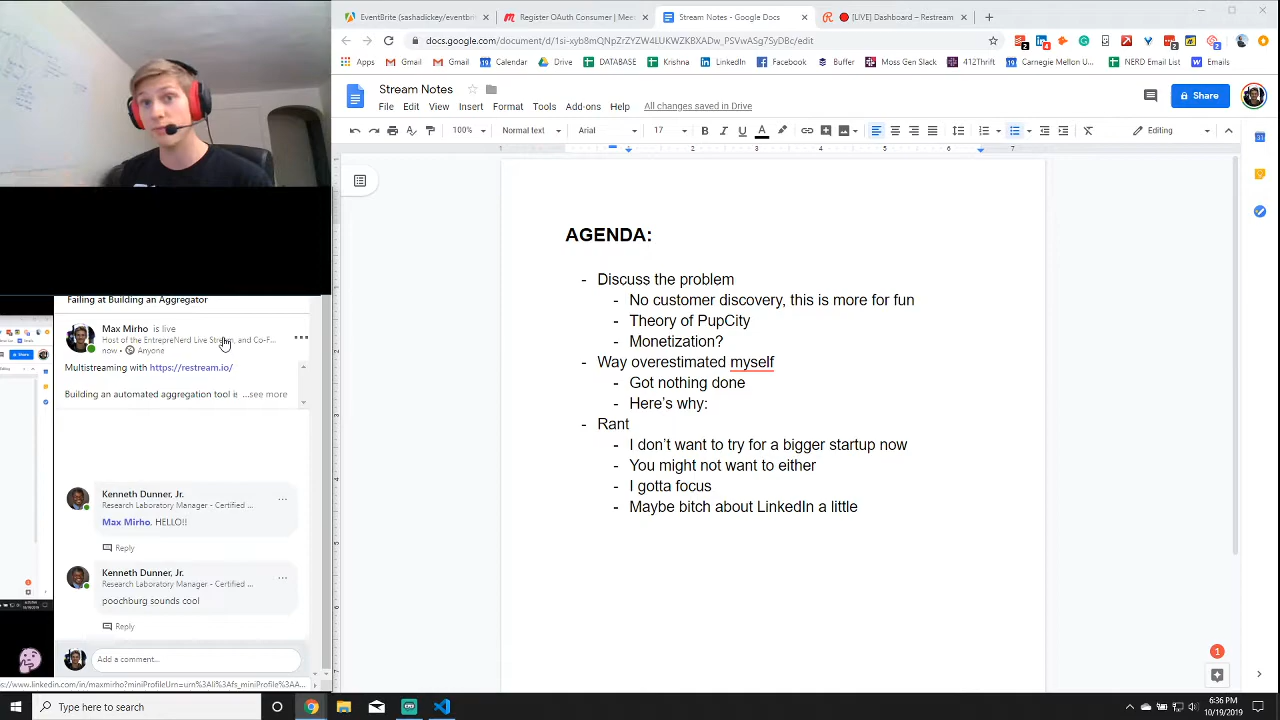 EventBrite (sashadickey/eventbri
Register OAuth Consumer | Mee
Stream Notes - Google Docs
[LIVE] Dashboard – Restream
docs.google.com/document/d/1si-xyb8mQNpZrZYZW4LUKWZKBXADw_PSVwASg7SyDBc/edit
Apps
Gmail
Gmail
Calendar
Drive
DATABASE
Krishna
LinkedIn
Facebook
Buffer
Moss Gen Slack
412Thrift
Carnegie Mellon U...
NERD Email List
Emails
Stream Notes
File Edit View Insert Format Tools Add-ons Help All changes saved in Drive
Share
100% Normal text Arial 17 Editing
AGENDA:
- Discuss the problem
- No customer discovery, this is more for fun
- Theory of PupCity
- Monetization?
- Way overestimated myself
- Got nothing done
- Here's why:
- Rant
- I don't want to try for a bigger startup now
- You might not want to either
- I gotta focus
- Maybe bitch about LinkedIn a little
Failing at Building an Aggregator
Max Mirho is live
Host of the EntrepreNerd Live Stream, and Co-F...
now • Anyone
Multistreaming with https://restream.io/
Building an automated aggregation tool is ...see more
Kenneth Dunner, Jr.
Research Laboratory Manager - Certified ...
Max Mirho, HELLO!!
Reply
Kenneth Dunner, Jr.
Research Laboratory Manager - Certified ...
poochburg sounds cool
Reply
Add a comment...
1
Type here to search
6:36 PM
10/19/2019